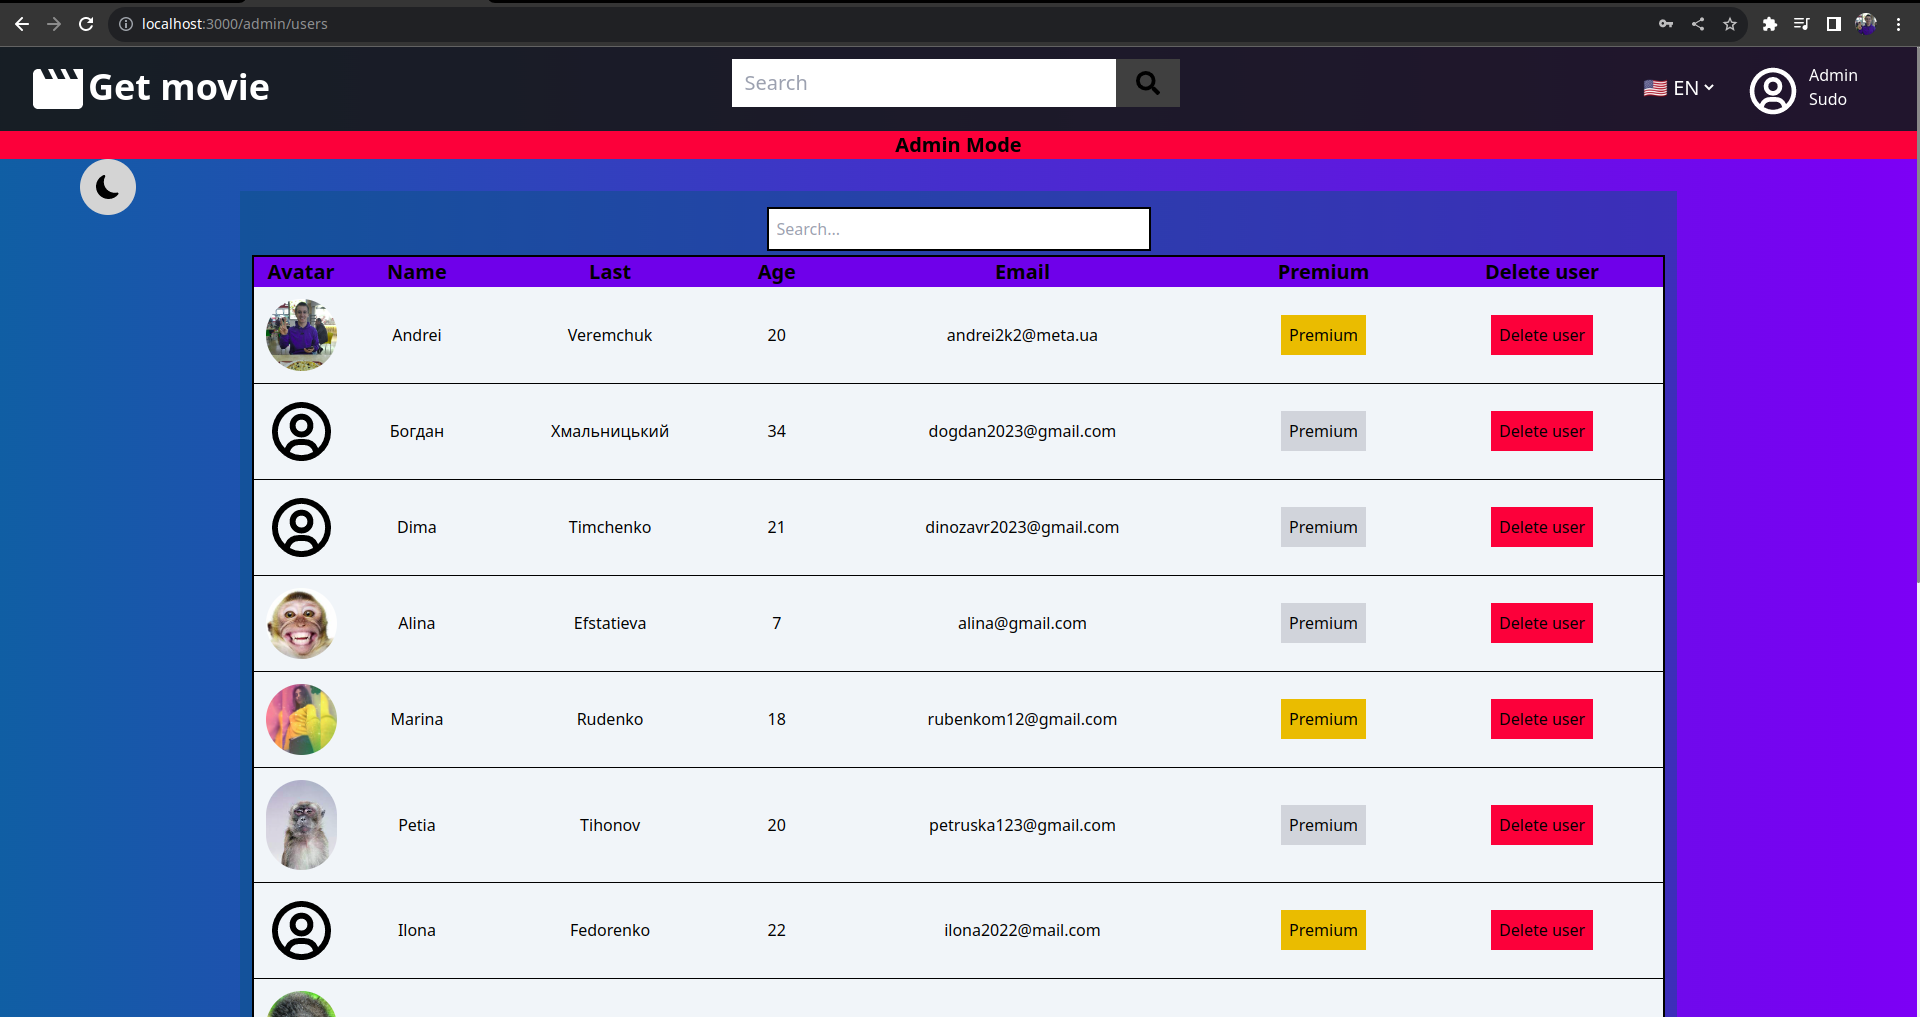 localhost:3000/admin/users
Get movie
Search
🇺🇸 EN
Admin
Sudo
Admin Mode
Search...
Avatar Name Last Age Email Premium Delete user
Andrei Veremchuk 20 andrei2k2@meta.ua Premium Delete user
Богдан Хмальницький 34 dogdan2023@gmail.com Premium Delete user
Dima Timchenko 21 dinozavr2023@gmail.com Premium Delete user
Alina Efstatieva 7 alina@gmail.com Premium Delete user
Marina Rudenko 18 rubenkom12@gmail.com Premium Delete user
Petia Tihonov 20 petruska123@gmail.com Premium Delete user
Ilona Fedorenko 22 ilona2022@mail.com Premium Delete user